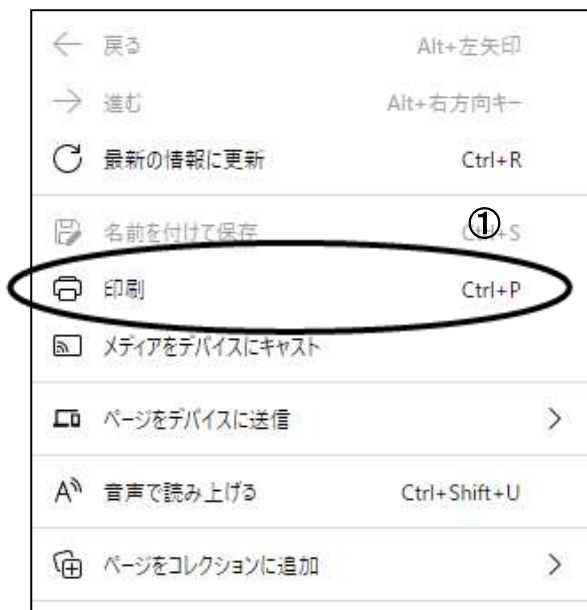 戻る Alt+左矢印
進む Alt+右方向キー
最新の情報に更新 Ctrl+R
①
名前を付けて保存 Ctrl+S
印刷 Ctrl+P
メディアをデバイスにキャスト
ページをデバイスに送信
音声で読み上げる Ctrl+Shift+U
ページをコレクションに追加